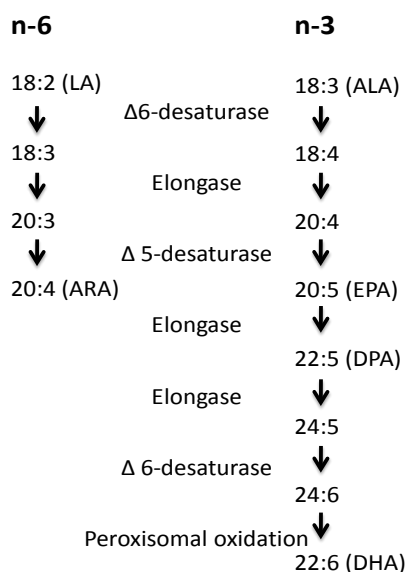 n-6 n-3
18:2 (LA) 18:3 (ALA)
Δ6-desaturase
18:3 18:4
Elongase
20:3 20:4
Δ 5-desaturase
20:4 (ARA) 20:5 (EPA)
Elongase
22:5 (DPA)
Elongase
24:5
Δ 6-desaturase
24:6
Peroxisomal oxidation
22:6 (DHA)